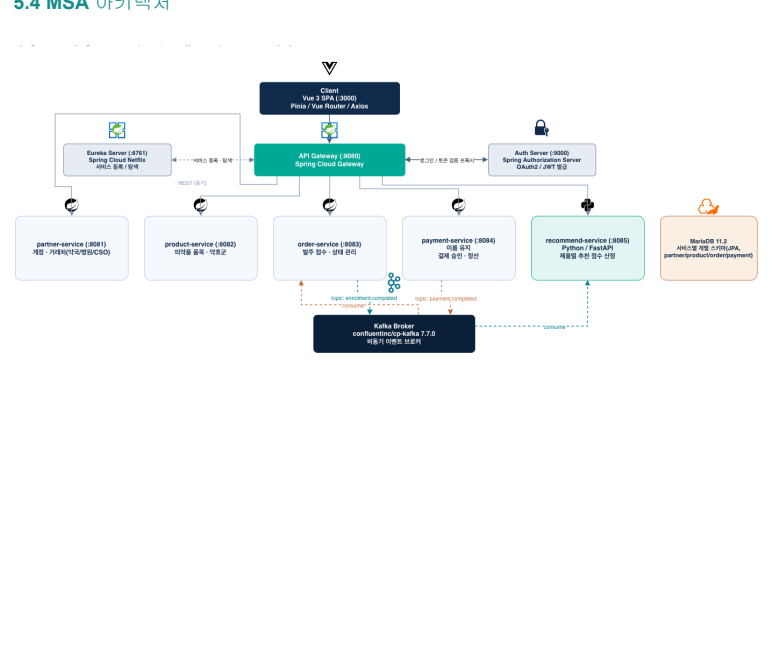 5.4 MSA 아키텍처
Client
Vue 3 SPA (:3000)
Pinia / Vue Router / Axios
Eureka Server (:8761)
Spring Cloud Netflix
서비스 등록 / 탐색
서비스 등록 · 탐색
API Gateway (:8080)
Spring Cloud Gateway
로그인 / 토큰 검증 프록시
Auth Server (:9000)
Spring Authorization Server
OAuth2 / JWT 발급
REST (동기)
partner-service (:8081)
계정 · 거래처(약국/병원/CSO)
product-service (:8082)
의약품 품목 · 약효군
order-service (:8083)
발주 접수 · 상태 관리
payment-service (:8084)
이름 유지
결제 승인 · 정산
recommend-service (:8085)
Python / FastAPI
제품별 추천 점수 산정
MariaDB 11.2
서비스별 개별 스키마(JPA,
partner/product/order/payment)
topic: enrollment.completed
topic: payment.completed
consume
Kafka Broker
confluentinc/cp-kafka 7.7.0
비동기 이벤트 브로커
consume